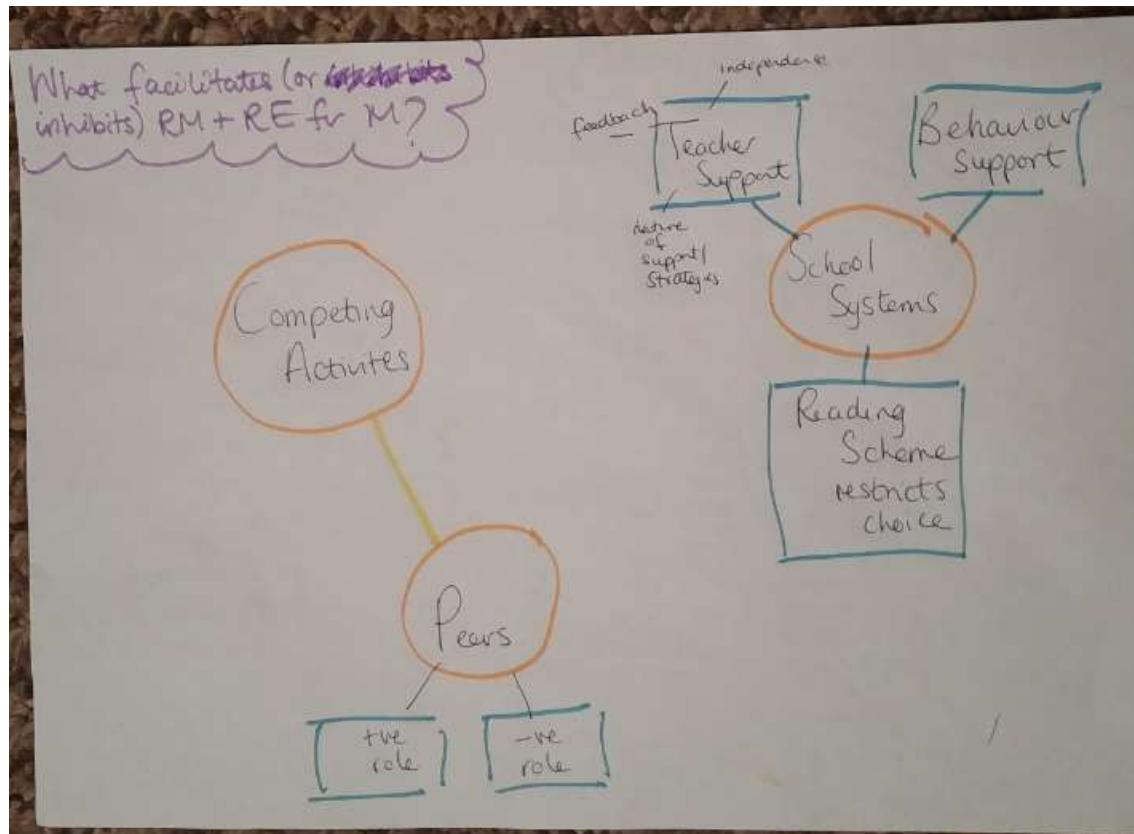 What facilitates (or
inhibits) RM + RE for M?
independence
feedback
Teacher
Support
nature
of
support/
strategies
Behaviour
Support
School
Systems
Reading
Scheme
restricts
choice
Competing
Activites
Peers
+ve
role
-ve
role